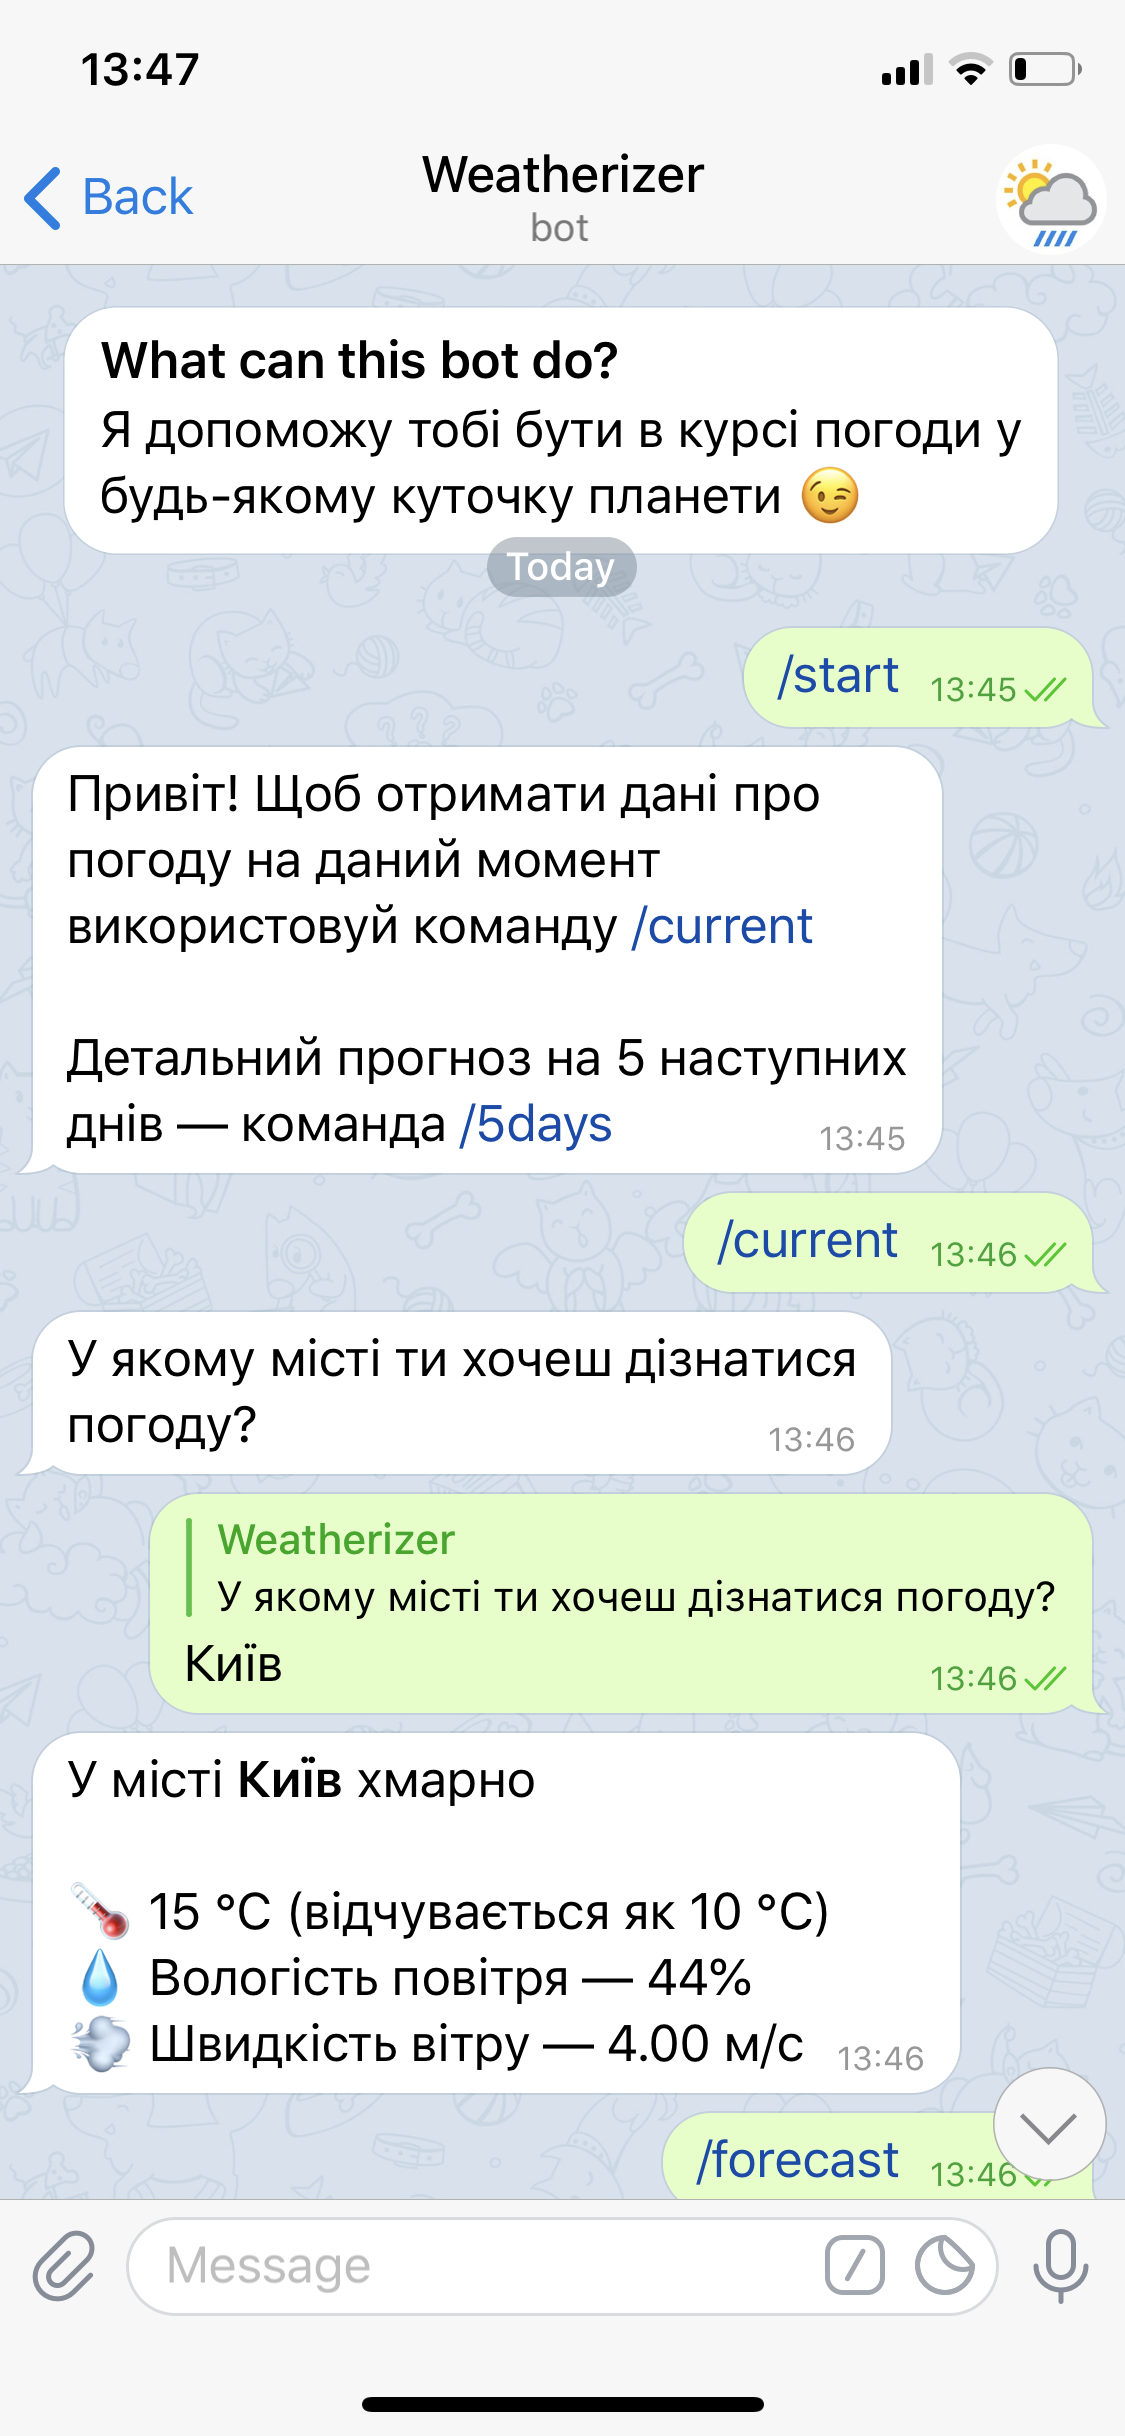 13:47
Back
Weatherizer
bot
What can this bot do?
Я допоможу тобі бути в курсі погоди у
будь-якому куточку планети 😉
Today
/start 13:45
Привіт! Щоб отримати дані про
погоду на даний момент
використовуй команду /current
Детальний прогноз на 5 наступних
днів — команда /5days 13:45
/current 13:46
У якому місті ти хочеш дізнатися
погоду? 13:46
Weatherizer
У якому місті ти хочеш дізнатися погоду?
Київ 13:46
У місті Київ хмарно
🌡 15 °C (відчувається як 10 °C)
💧 Вологість повітря — 44%
💨 Швидкість вітру — 4.00 м/с 13:46
/forecast 13:46
Message